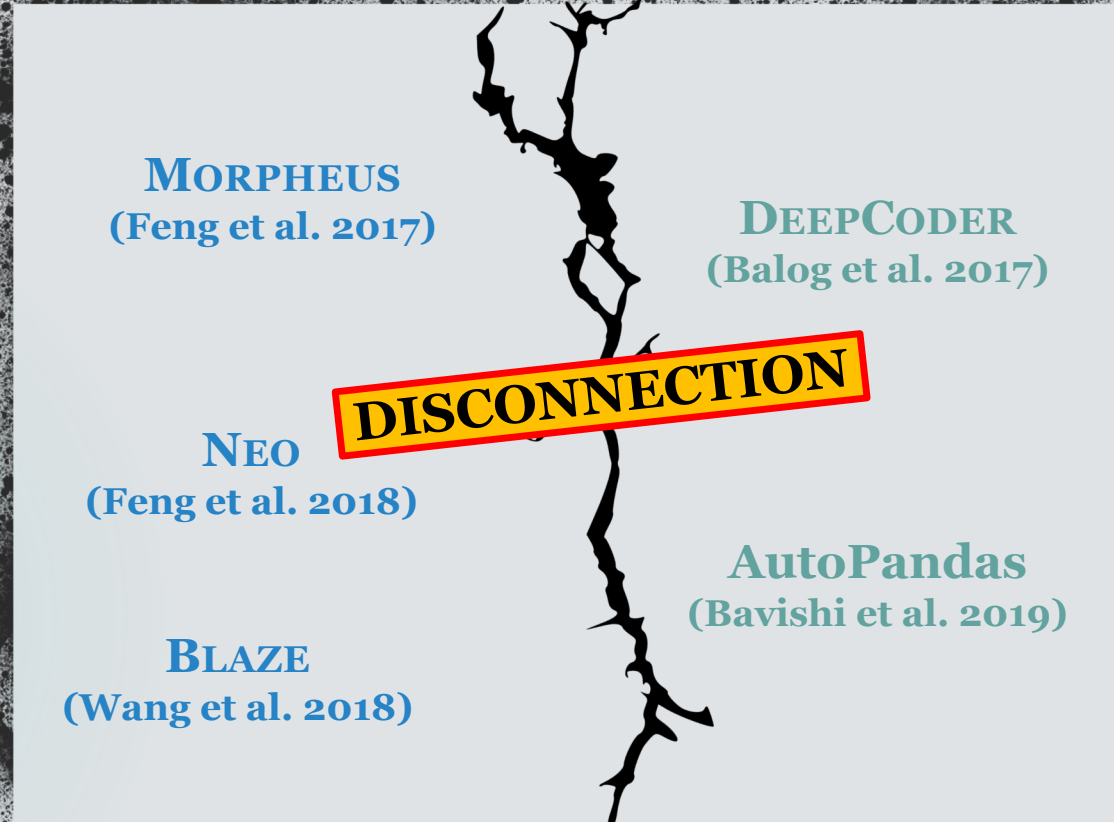 MORPHEUS
(Feng et al. 2017)
DEEPCODER
(Balog et al. 2017)
DISCONNECTION
NEO
(Feng et al. 2018)
AutoPandas
(Bavishi et al. 2019)
BLAZE
(Wang et al. 2018)